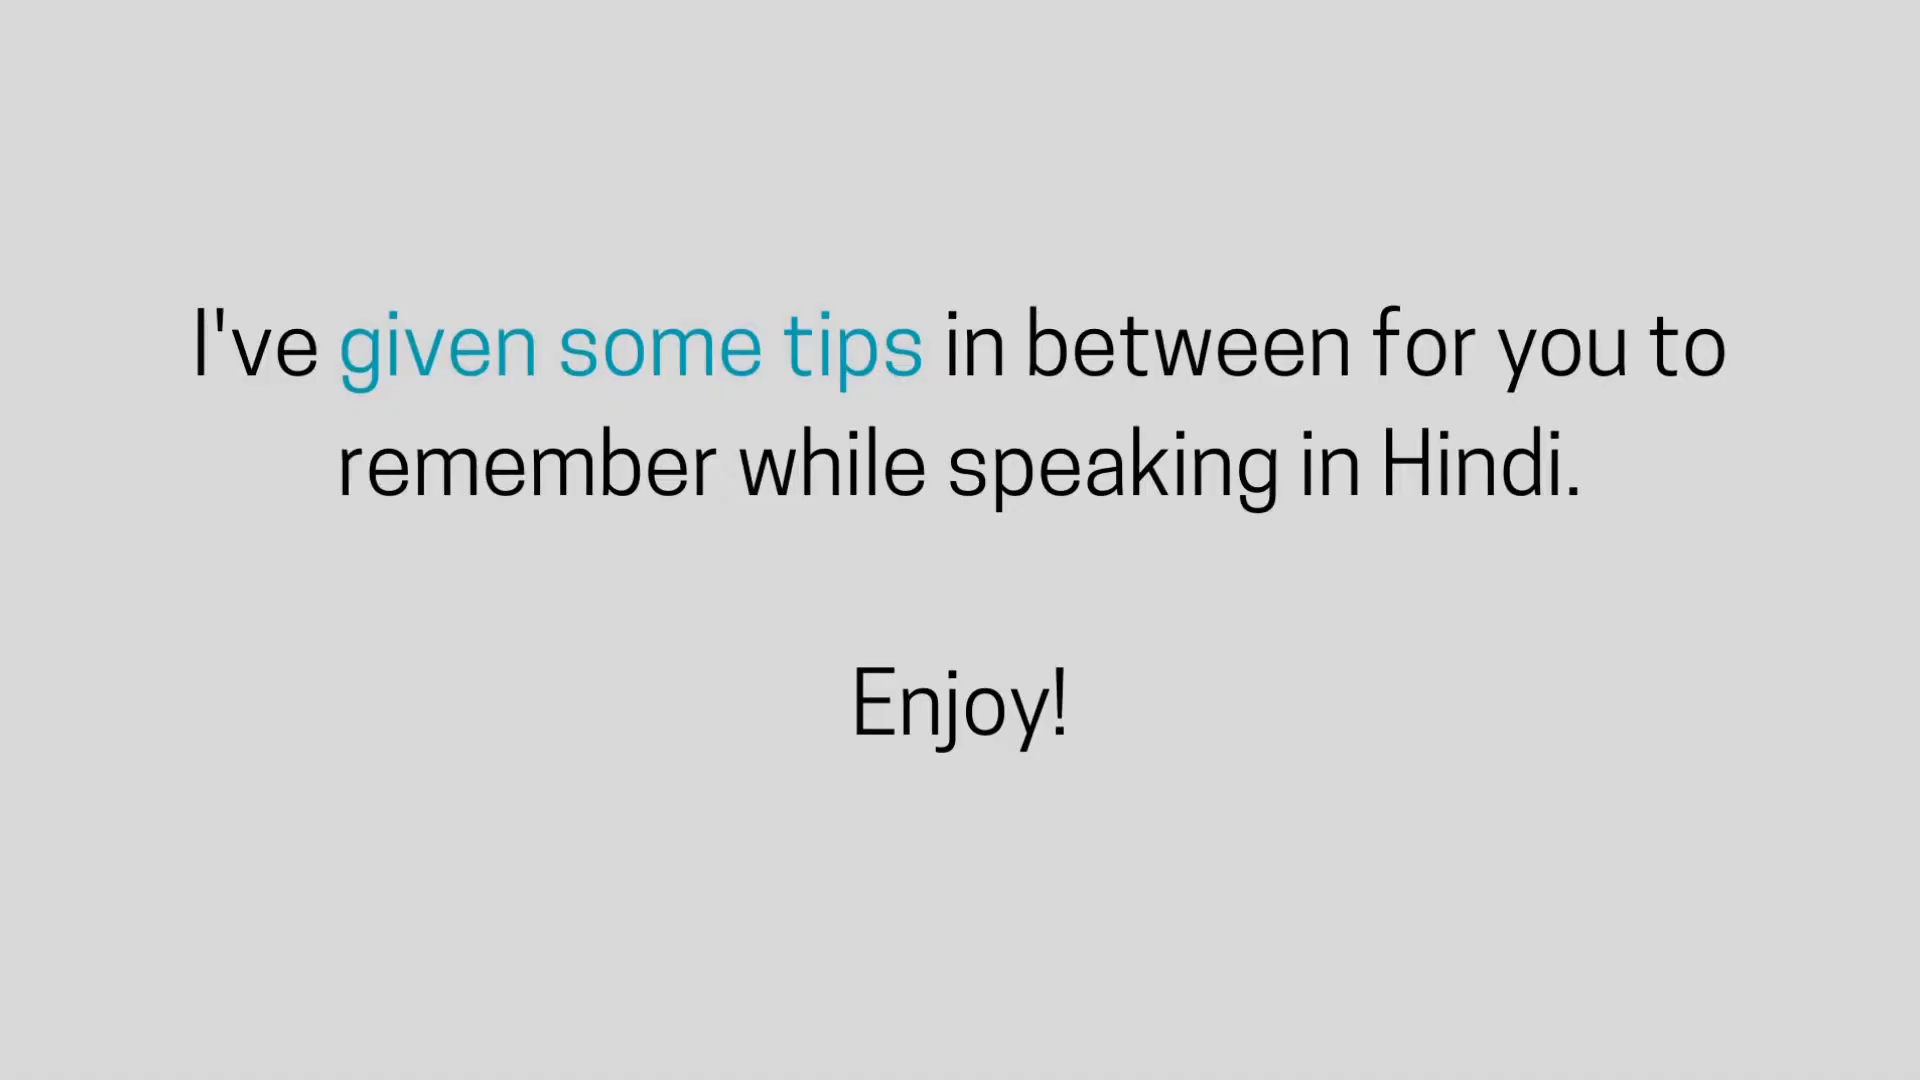 I've given some tips in between for you to
remember while speaking in Hindi.
Enjoy!